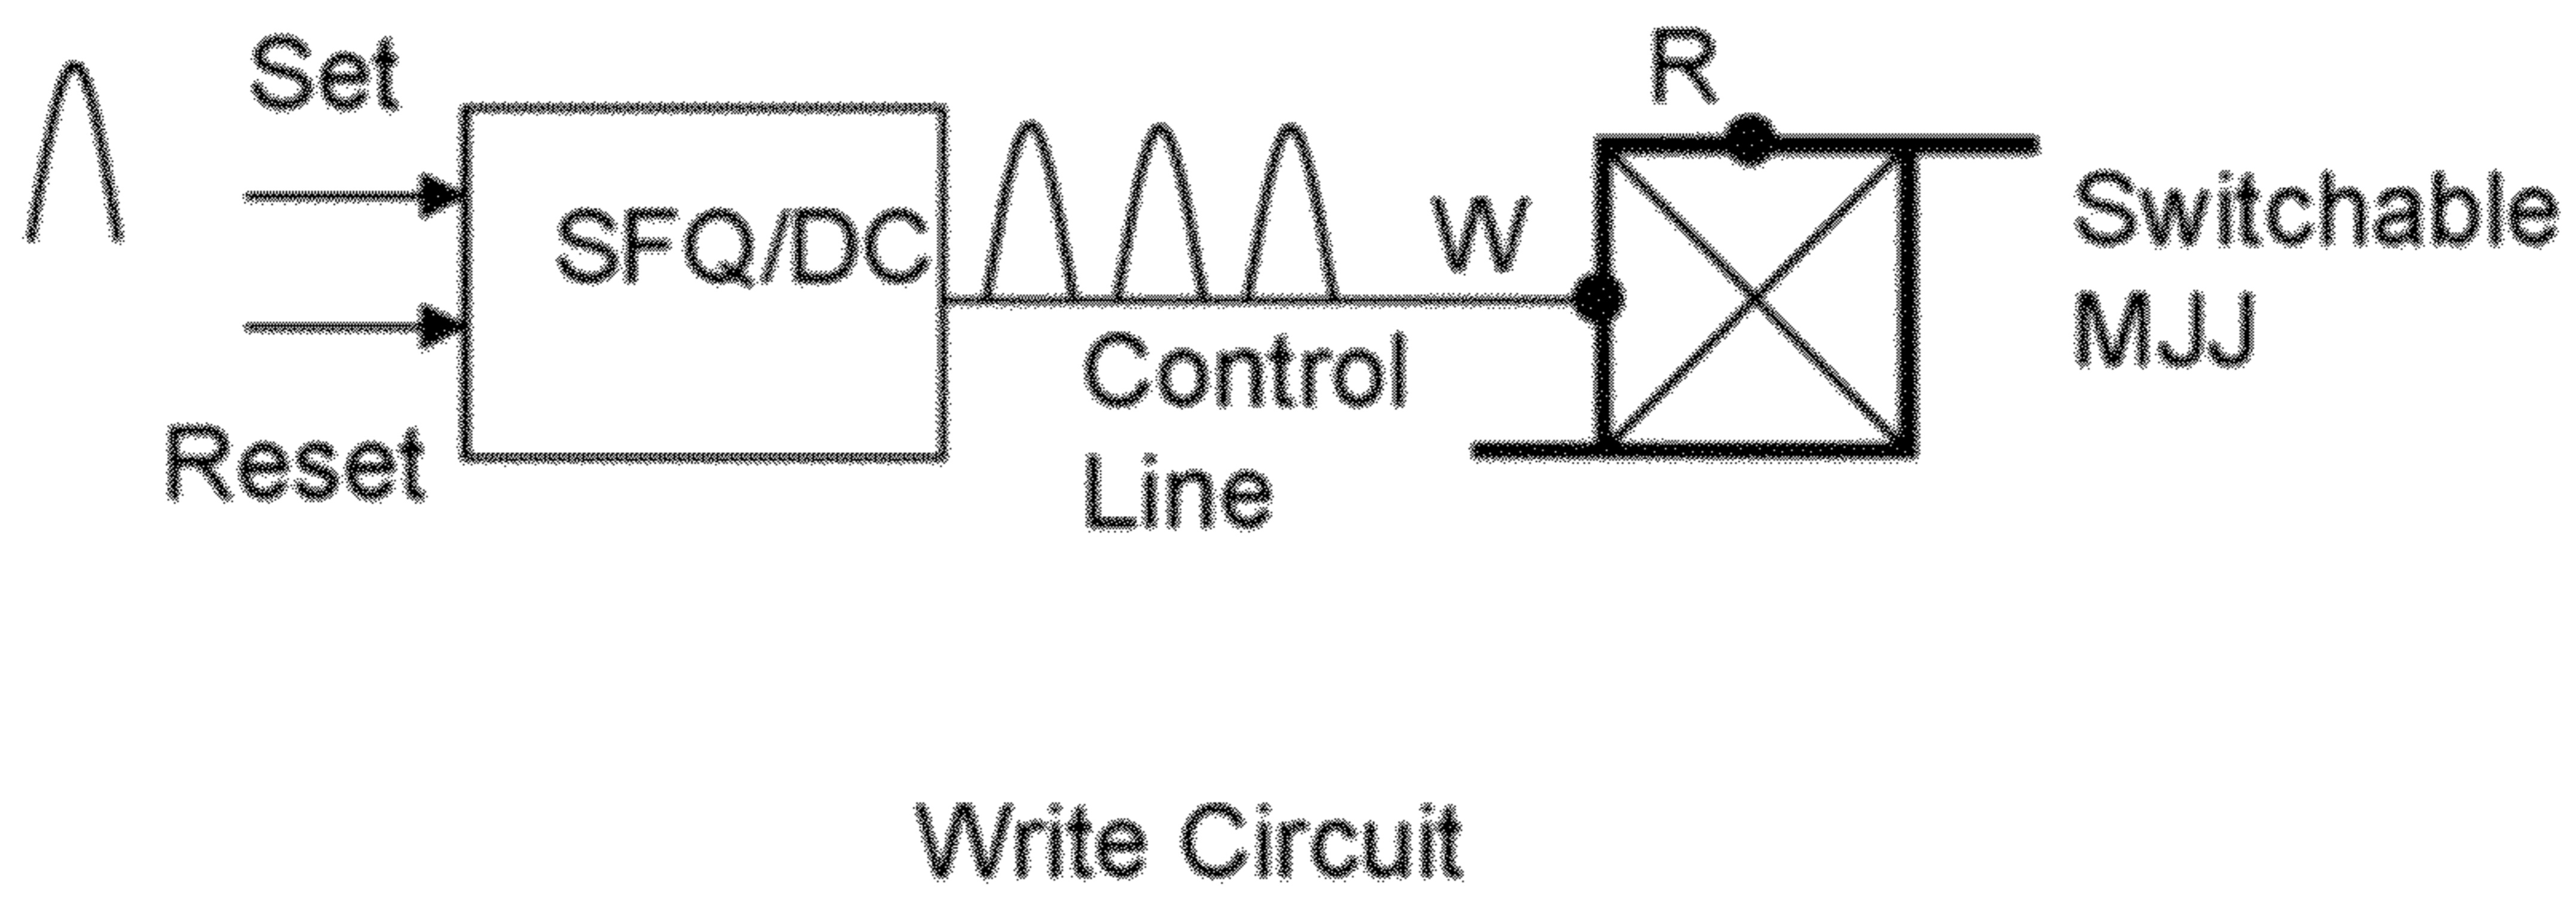 Set
R
SFQ/DC
W
Switchable
MJJ
Control
Line
Reset
Write Circuit